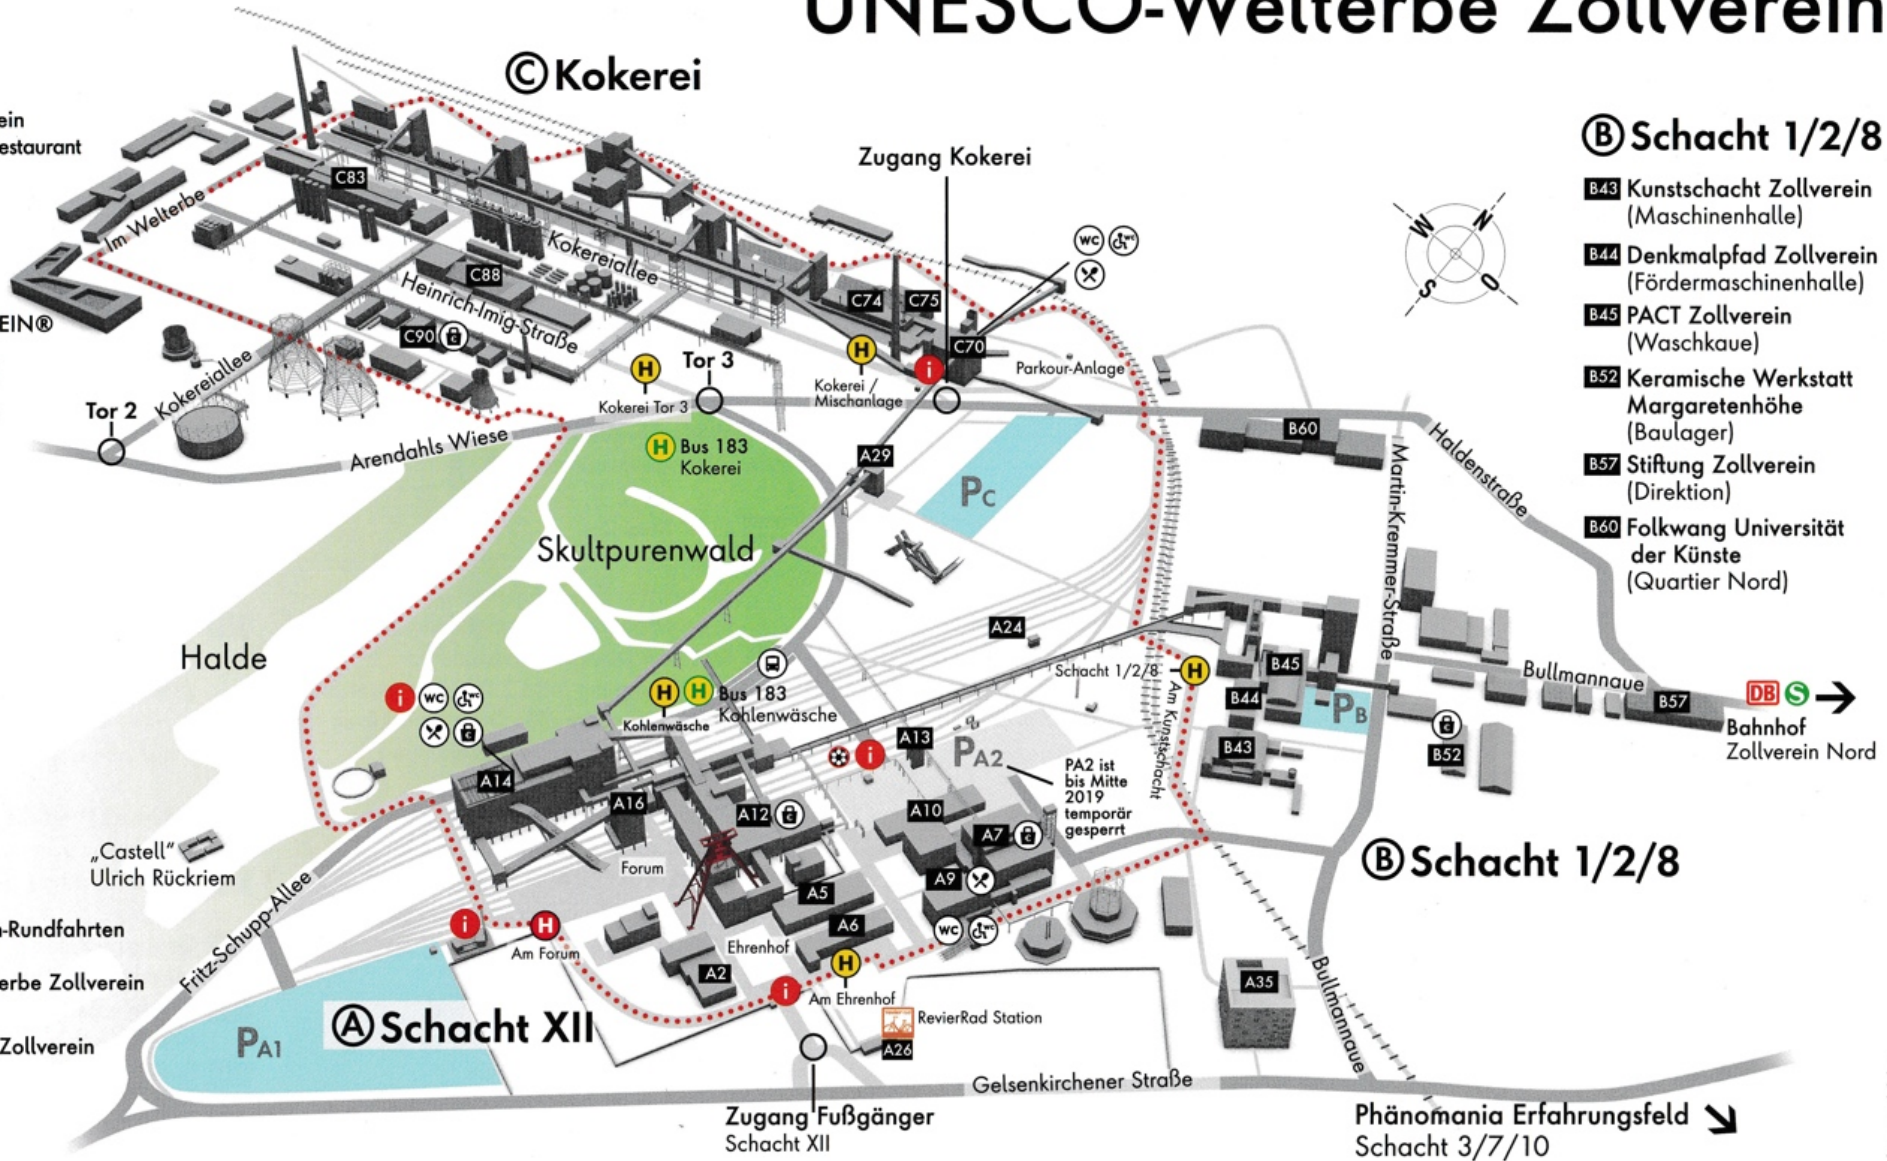 UNESCO-Welterbe Zollverein
Ⓒ Kokerei
ein
estaurant
Zugang Kokerei
Ⓑ Schacht 1/2/8
B43 Kunstschacht Zollverein
(Maschinenhalle)
B44 Denkmalpfad Zollverein
(Fördermaschinenhalle)
B45 PACT Zollverein
(Waschkaue)
B52 Keramische Werkstatt
Margaretenhöhe
(Baulager)
B57 Stiftung Zollverein
(Direktion)
B60 Folkwang Universität
der Künste
(Quartier Nord)
W N
S O
C83
Im Welterbe
Kokereiallee
WC WC
C88
Heinrich-Imig-Straße
C74 C75
EIN®
C90
H
H
i
C70
Tor 3
Kokerei Tor 3
Kokerei /
Mischanlage
Parkour-Anlage
Tor 2
Kokereiallee
Arendahls Wiese
H Bus 183
Kokerei
A29
PC
B60
Haldenstraße
Martin-Kremmer-Straße
Skultpurenwald
A24
Halde
Schacht 1/2/8
H
B45
B44
PB
Bullmannaue
B57
DB S
Bahnhof
Zollverein Nord
i WC WC
H H Bus 183
Kohlenwäsche
Kohlenwäsche
Am Kunstschacht
i
A13
PA2
B43
B52
PA2 ist
bis Mitte
2019
temporär
gesperrt
A14
A16
A12
A10
A7
„Castell“
Ulrich Rückriem
Forum
A5
A9
Ⓑ Schacht 1/2/8
Fritz-Schupp-Allee
n-Rundfahrten
i
H
Am Forum
A6
WC WC
Ehrenhof
A2
H
i
Am Ehrenhof
A35
Bullmannaue
erbe Zollverein
RevierRad Station
A26
Zollverein
PA1
Ⓐ Schacht XII
Gelsenkirchener Straße
Zugang Fußgänger
Schacht XII
Phänomania Erfahrungsfeld
Schacht 3/7/10